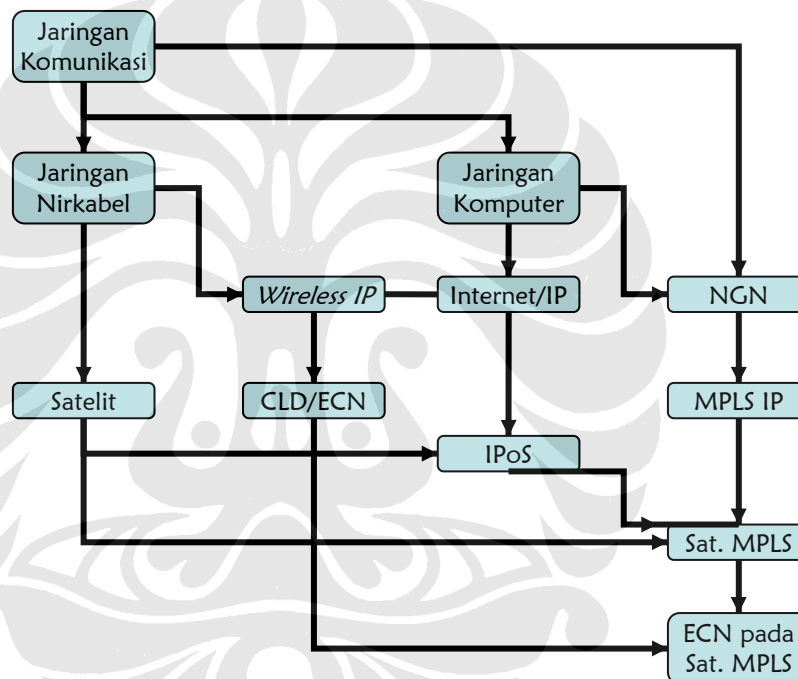 Jaringan
Komunikasi
Jaringan
Nirkabel
Jaringan
Komputer
Wireless IP
Internet/IP
NGN
Satelit
CLD/ECN
MPLS IP
IPoS
Sat. MPLS
ECN pada
Sat. MPLS